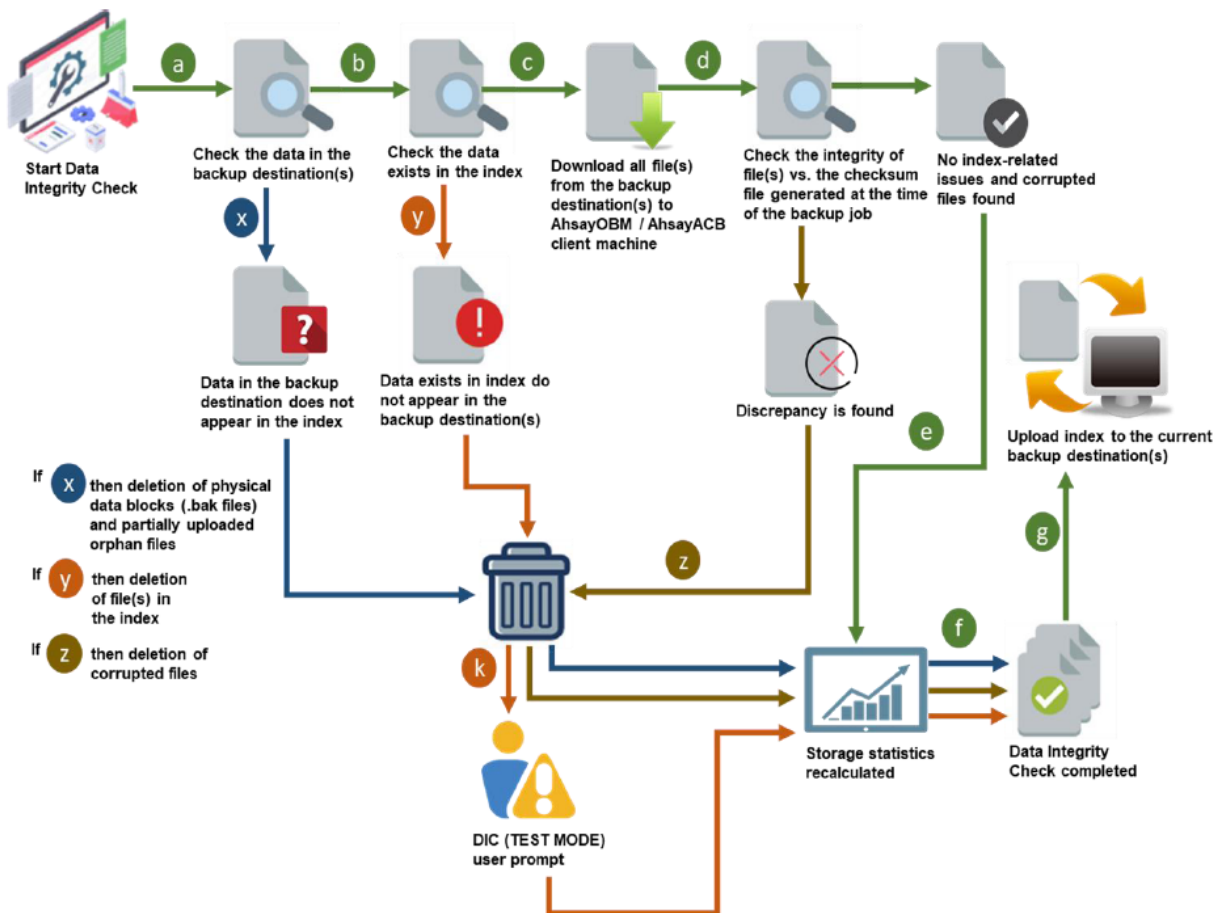 a
b
c
d
Start Data
Integrity Check
Check the data in the
backup destination(s)
Check the data
exists in the index
Download all file(s)
from the backup
destination(s) to
AhsayOBM / AhsayACB
client machine
Check the integrity of
file(s) vs. the checksum
file generated at the time
of the backup job
No index-related
issues and corrupted
files found
x
y
?
!
Data in the backup
destination does not
appear in the index
Data exists in index do
not appear in the
backup destination(s)
Discrepancy is found
e
Upload index to the current
backup destination(s)
If x then deletion of physical
data blocks (.bak files)
and partially uploaded
orphan files
If y then deletion
of file(s) in
the index
If z then deletion of
corrupted files
z
g
f
k
Storage statistics
recalculated
Data Integrity
Check completed
DIC (TEST MODE)
user prompt